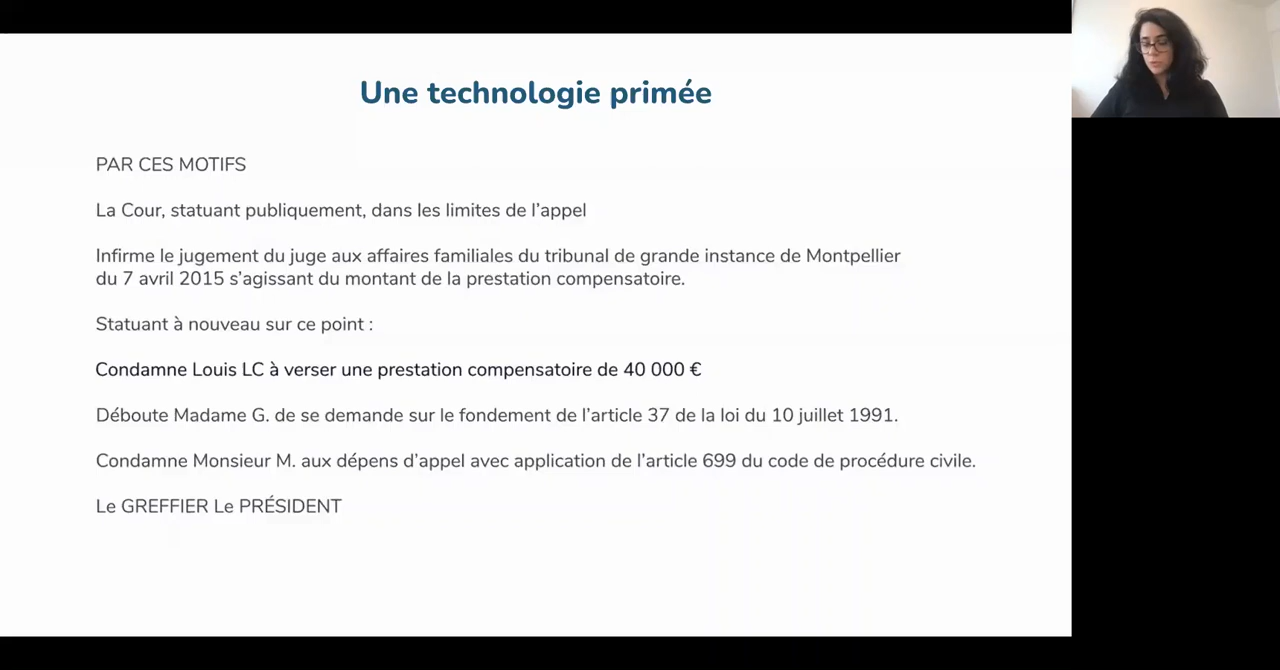 Une technologie primée
PAR CES MOTIFS
La Cour, statuant publiquement, dans les limites de l’appel
Infirme le jugement du juge aux affaires familiales du tribunal de grande instance de Montpellier
du 7 avril 2015 s’agissant du montant de la prestation compensatoire.
Statuant à nouveau sur ce point :
Condamne Louis LC à verser une prestation compensatoire de 40 000 €
Déboute Madame G. de se demande sur le fondement de l’article 37 de la loi du 10 juillet 1991.
Condamne Monsieur M. aux dépens d’appel avec application de l’article 699 du code de procédure civile.
Le GREFFIER Le PRÉSIDENT